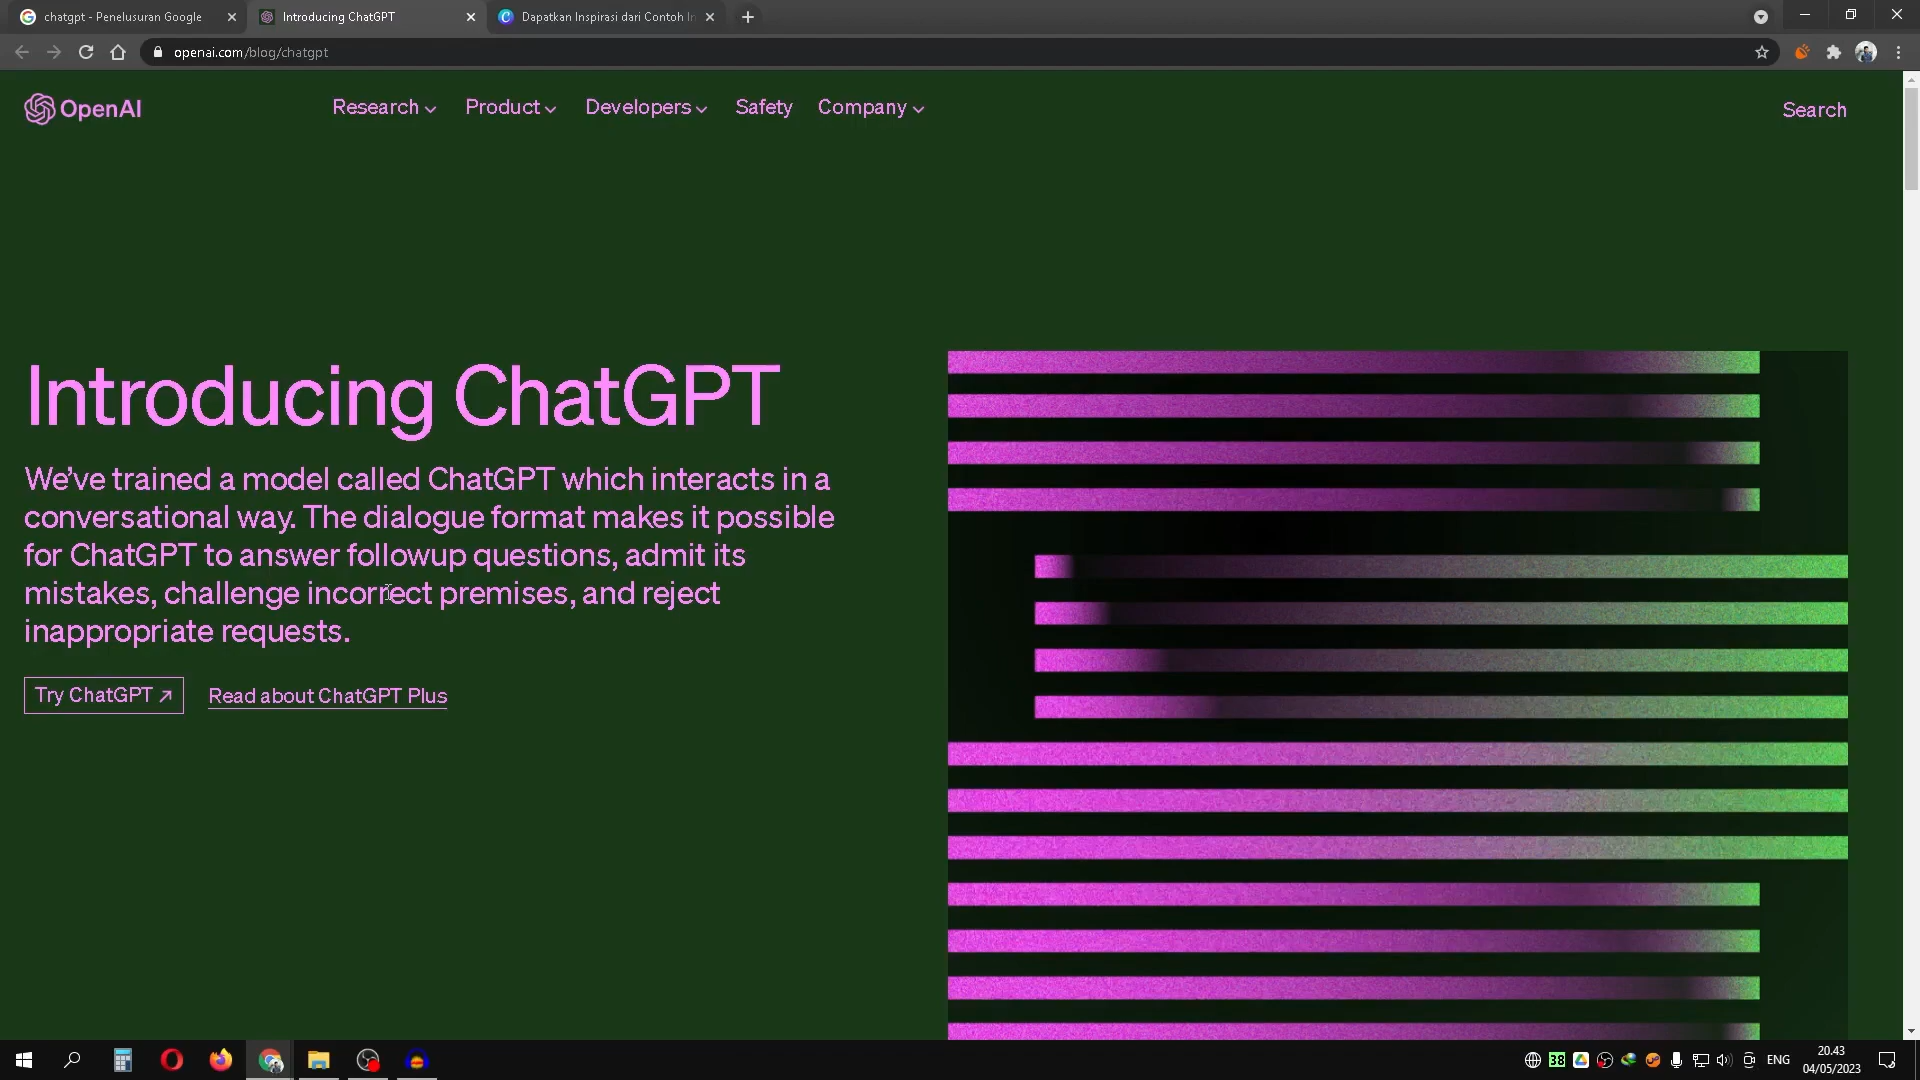 chatgpt - Penelusuran Google
Introducing ChatGPT
Dapatkan Inspirasi dari Contoh In
openai.com/blog/chatgpt
OpenAI
Research
Product
Developers
Safety
Company
Search
Introducing ChatGPT
We’ve trained a model called ChatGPT which interacts in a
conversational way. The dialogue format makes it possible
for ChatGPT to answer followup questions, admit its
mistakes, challenge incorrect premises, and reject
inappropriate requests.
Try ChatGPT ↗
Read about ChatGPT Plus
38
ENG
20.43
04/05/2023